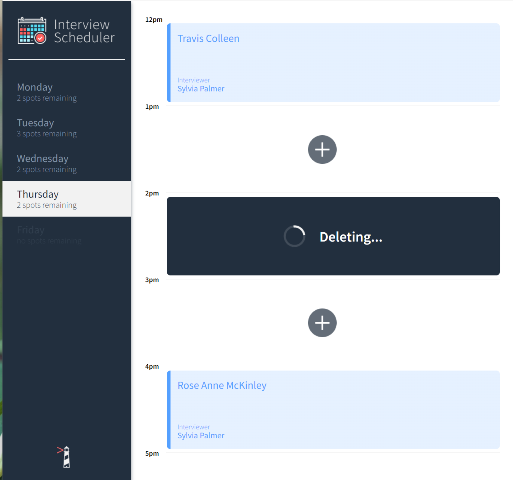 Interview
Scheduler
Monday
2 spots remaining
Tuesday
3 spots remaining
Wednesday
2 spots remaining
Thursday
2 spots remaining
Friday
spots remaining
12pm
Travis Colleen
Interviewer
Sylvia Palmer
1pm
2pm
Deleting...
3pm
4pm
Rose Anne McKinley
Interviewer
Sylvia Palmer
5pm